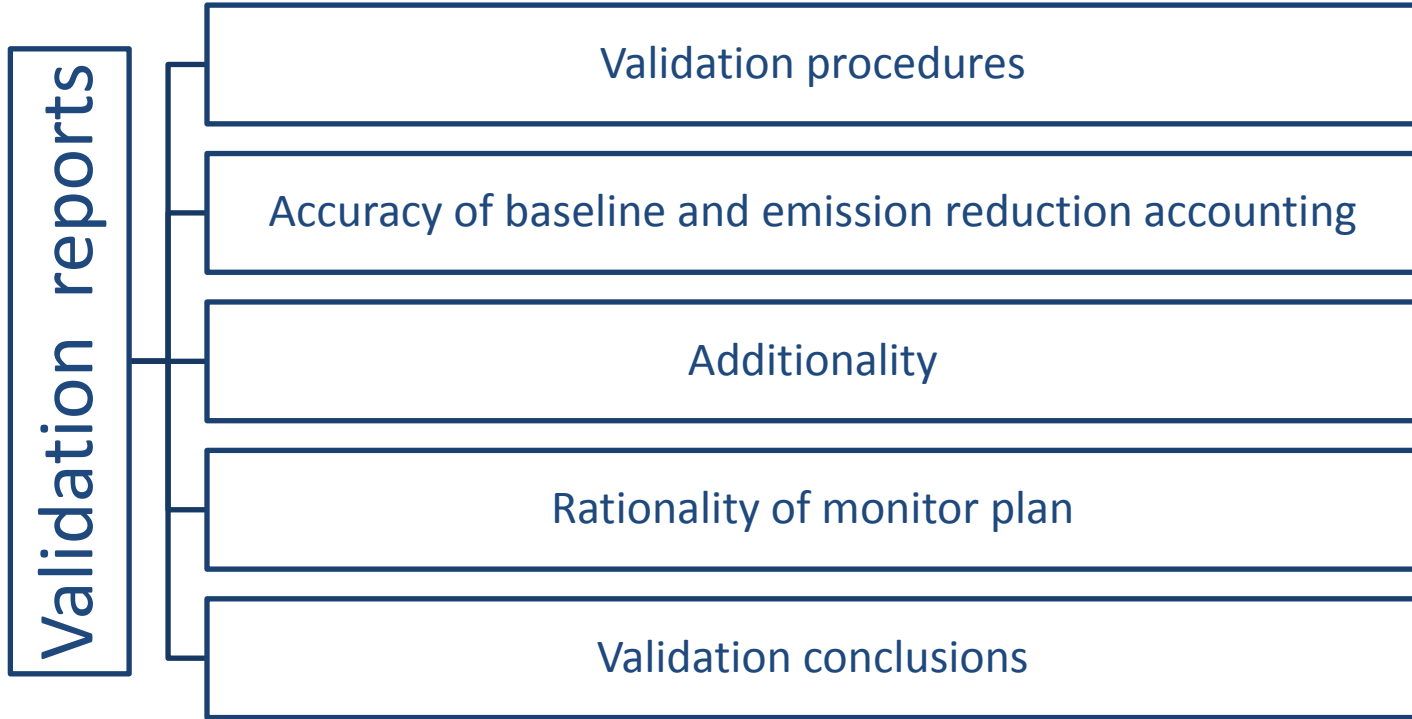 Validation reports
Validation procedures
Accuracy of baseline and emission reduction accounting
Additionality
Rationality of monitor plan
Validation conclusions